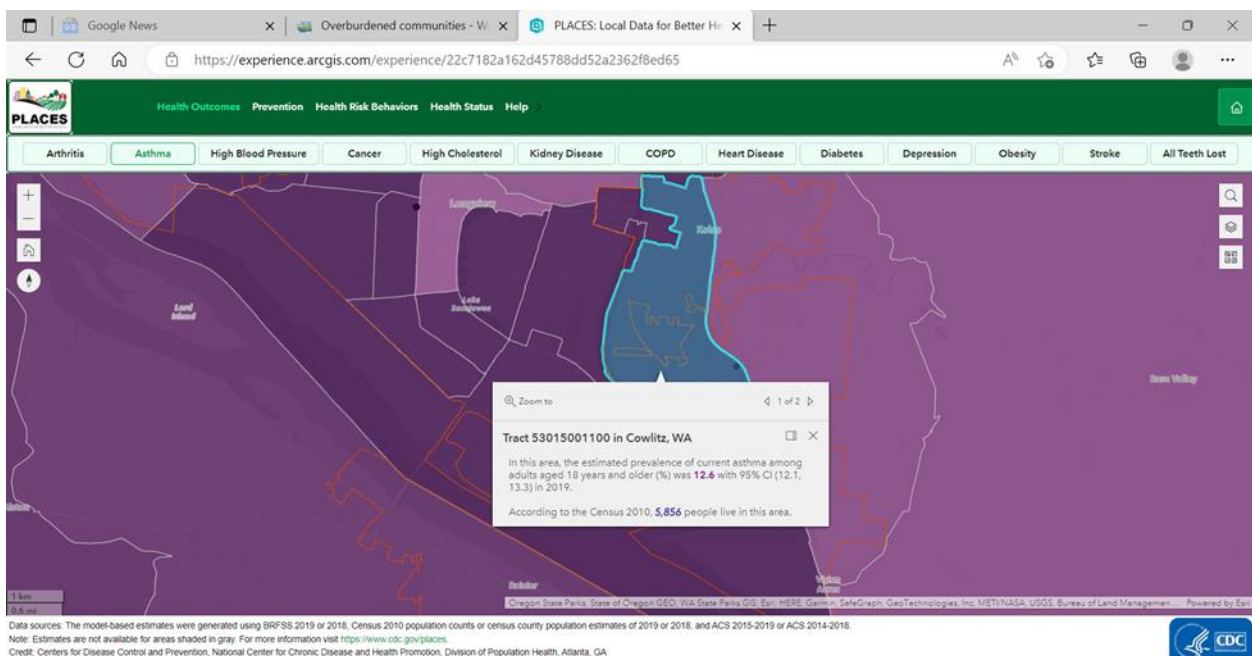 Google News
Overburdened communities - W
PLACES: Local Data for Better He
https://experience.arcgis.com/experience/22c7182a162d45788dd52a2362f8ed65
PLACES
Health Outcomes Prevention Health Risk Behaviors Health Status Help
Arthritis Asthma High Blood Pressure Cancer High Cholesterol Kidney Disease COPD Heart Disease Diabetes Depression Obesity Stroke All Teeth Lost
Longview
Kelso
Lord
Island
Lake
Sacajawea
Rose Valley
Zoom to
1 of 2
Tract 53015001100 in Cowlitz, WA
In this area, the estimated prevalence of current asthma among
adults aged 18 years and older (%) was 12.6 with 95% CI (12.1,
13.3) in 2019.
According to the Census 2010, 5,856 people live in this area.
Rainier
1 km
0.6 mi
Oregon State Parks, State of Oregon GEO, WA State Parks GIS, Esri, HERE, Garmin, SafeGraph, GeoTechnologies, Inc, METI/NASA, USGS, Bureau of Land Managemen...
Powered by Esri
Data sources: The model-based estimates were generated using BRFSS 2019 or 2018, Census 2010 population counts or census county population estimates of 2019 or 2018, and ACS 2015-2019 or ACS 2014-2018.
Note: Estimates are not available for areas shaded in gray. For more information visit https://www.cdc.gov/places.
Credit: Centers for Disease Control and Prevention, National Center for Chronic Disease and Health Promotion, Division of Population Health, Atlanta, GA
CDC